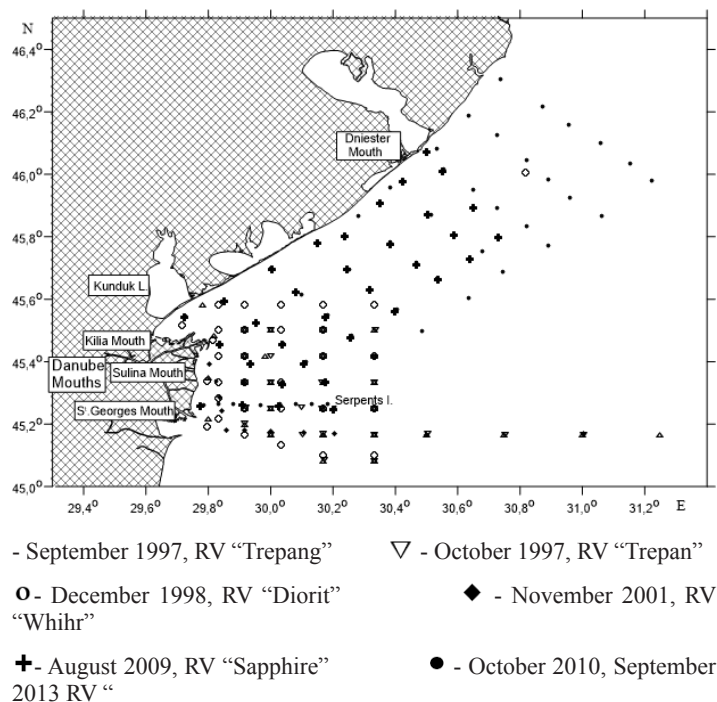 N
46,4°
46,2°
46,0°
45,8°
45,6°
45,4°
45,2°
45,0°
Dniester
Mouth
Kunduk L.
Kilia Mouth
Danube
Mouths
Sulina Mouth
Sᵗ.Georges Mouth
Serpents I.
29,4° 29,6° 29,8° 30,0° 30,2° 30,4° 30,6° 30,8° 31,0° 31,2° E
- September 1997, RV “Trepang” ▽ - October 1997, RV “Trepan”
o - December 1998, RV “Diorit” ◆ - November 2001, RV
“Whihr”
✚ - August 2009, RV “Sapphire” ● - October 2010, September
2013 RV “